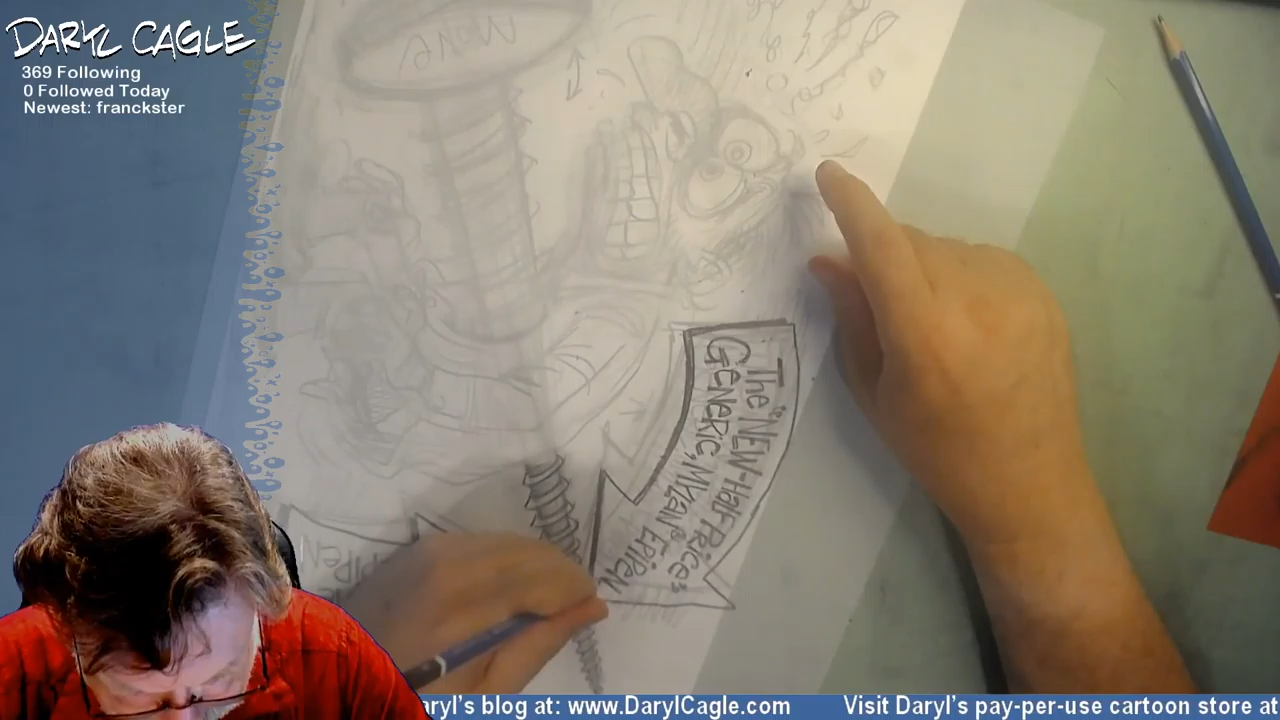 DARYL CAGLE
369 Following
0 Followed Today
Newest: franckster
The "NEW-HALF-PRICE"
GENERIC, MYLAN® EPIPEN
aryl's blog at: www.DarylCagle.com Visit Daryl's pay-per-use cartoon store at